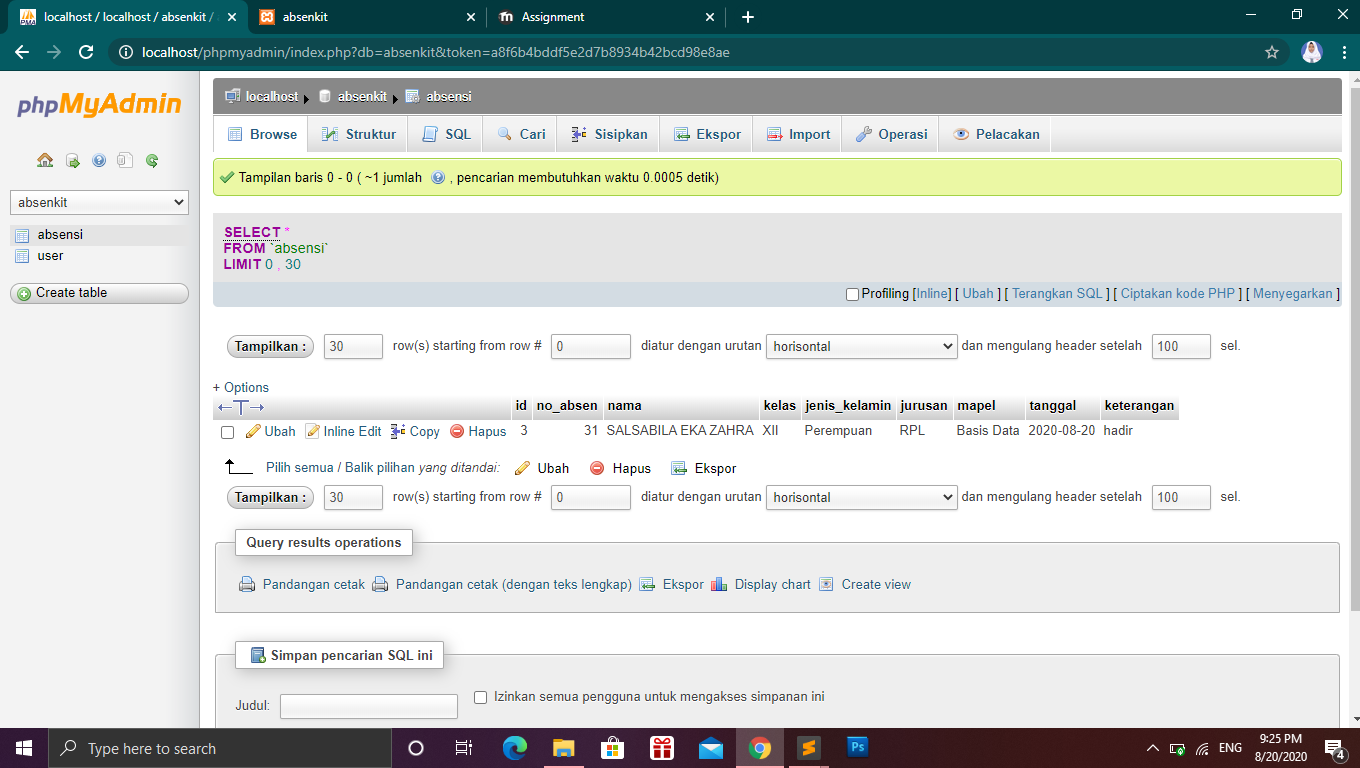 localhost / localhost / absenkit /
absenkit
Assignment
localhost/phpmyadmin/index.php?db=absenkit&token=a8f6b4bddf5e2d7b8934b42bcd98e8ae
phpMyAdmin
absenkit
absensi
user
Create table
localhost absenkit absensi
Browse Struktur SQL Cari Sisipkan Ekspor Import Operasi Pelacakan
Tampilan baris 0 - 0 ( ~1 jumlah , pencarian membutuhkan waktu 0.0005 detik)
SELECT *
FROM `absensi`
LIMIT 0 , 30
Profiling [Inline] [ Ubah ] [ Terangkan SQL ] [ Ciptakan kode PHP ] [ Menyegarkan ]
Tampilkan : 30 row(s) starting from row # 0 diatur dengan urutan horisontal dan mengulang header setelah 100 sel.
+ Options
←T→ id no_absen nama kelas jenis_kelamin jurusan mapel tanggal keterangan
Ubah Inline Edit Copy Hapus 3 31 SALSABILA EKA ZAHRA XII Perempuan RPL Basis Data 2020-08-20 hadir
Pilih semua / Balik pilihan yang ditandai: Ubah Hapus Ekspor
Tampilkan : 30 row(s) starting from row # 0 diatur dengan urutan horisontal dan mengulang header setelah 100 sel.
Query results operations
Pandangan cetak Pandangan cetak (dengan teks lengkap) Ekspor Display chart Create view
Simpan pencarian SQL ini
Judul: Izinkan semua pengguna untuk mengakses simpanan ini
Type here to search
Ps
ENG
9:25 PM
8/20/2020
4